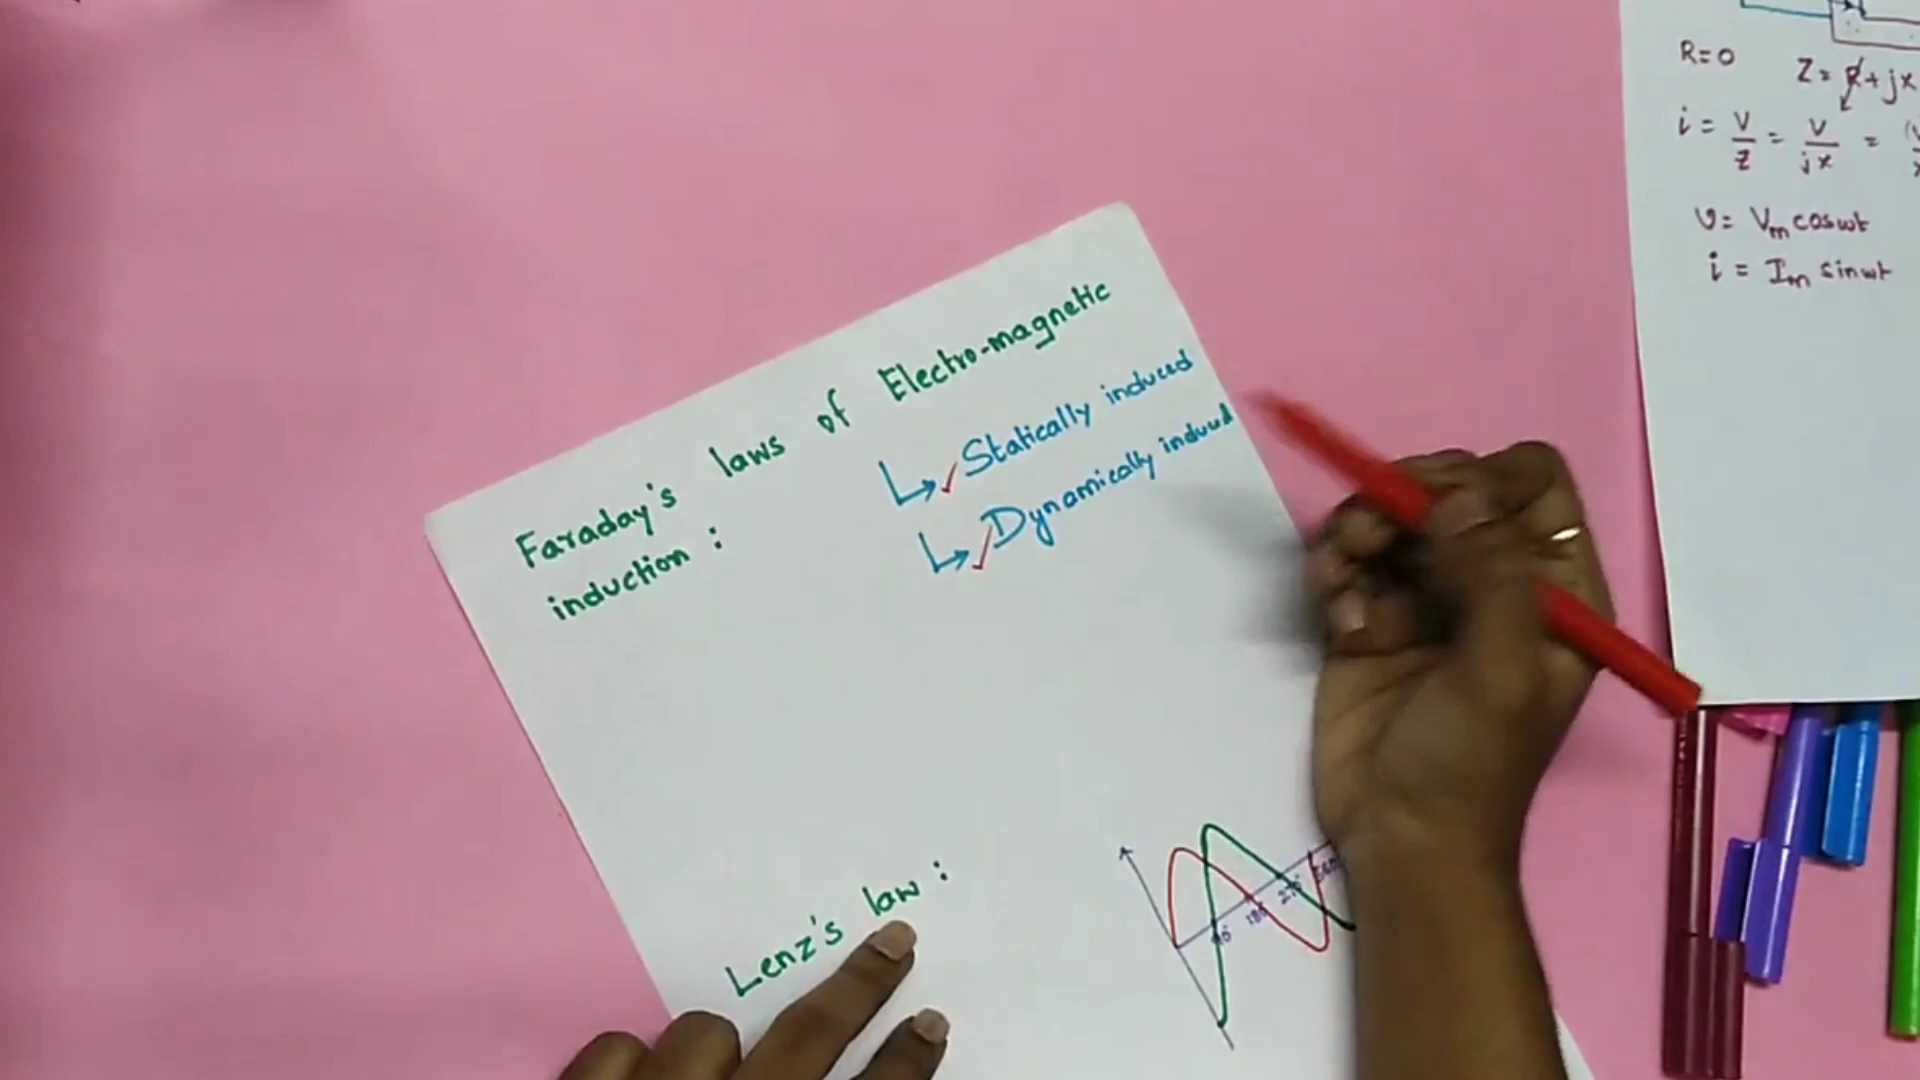 Faraday's laws of Electro-magnetic
induction :
Statically induced
Dynamically induced
Lenz's law :
90°
180°
270°
R=0
Z = R + jx
i = V/Z = V/jx =
v = Vm cosωt
i = Im sinωt